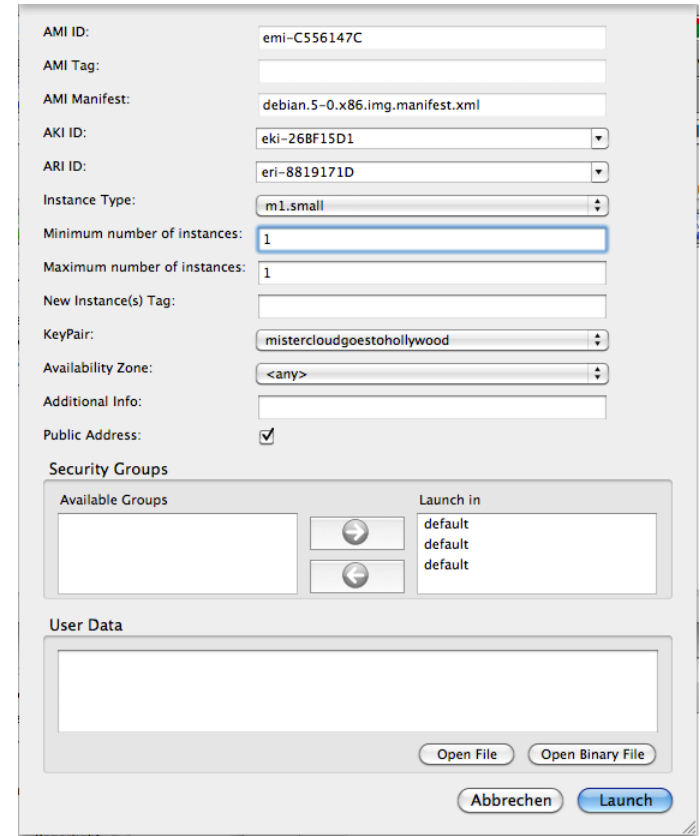 AMI ID: emi-C556147C
AMI Tag:
AMI Manifest: debian.5-0.x86.img.manifest.xml
AKI ID: eki-26BF15D1
ARI ID: eri-8819171D
Instance Type: m1.small
Minimum number of instances: 1
Maximum number of instances: 1
New Instance(s) Tag:
KeyPair: mistercloudgoestohollywood
Availability Zone: <any>
Additional Info:
Public Address:
Security Groups
Available Groups
Launch in
default
default
default
User Data
Open File
Open Binary File
Abbrechen
Launch